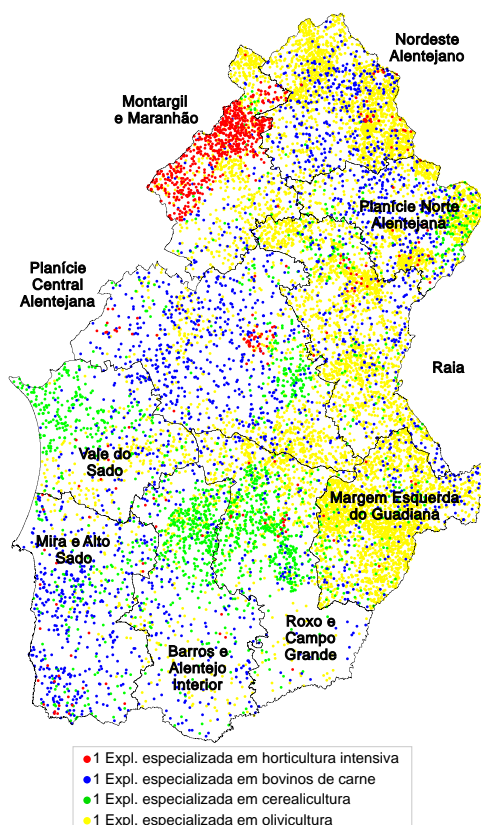 Nordeste
Alentejano
Montargil
e Maranhão
Planície Norte
Alentejana
Planície
Central
Alentejana
Raia
Vale do
Sado
Margem Esquerda
do Guadiana
Mira e Alto
Sado
Roxo e
Campo
Grande
Barros e
Alentejo
Interior
1 Expl. especializada em horticultura intensiva
1 Expl. especializada em bovinos de carne
1 Expl. especializada em cerealicultura
1 Expl. especializada em olivicultura